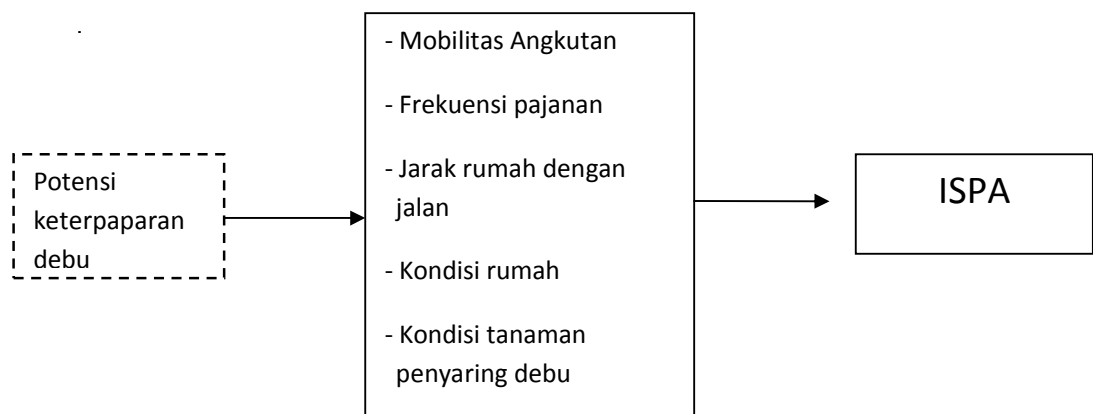 Potensi
keterpaparan
debu
- Mobilitas Angkutan
- Frekuensi pajanan
- Jarak rumah dengan
jalan
- Kondisi rumah
- Kondisi tanaman
penyaring debu
ISPA